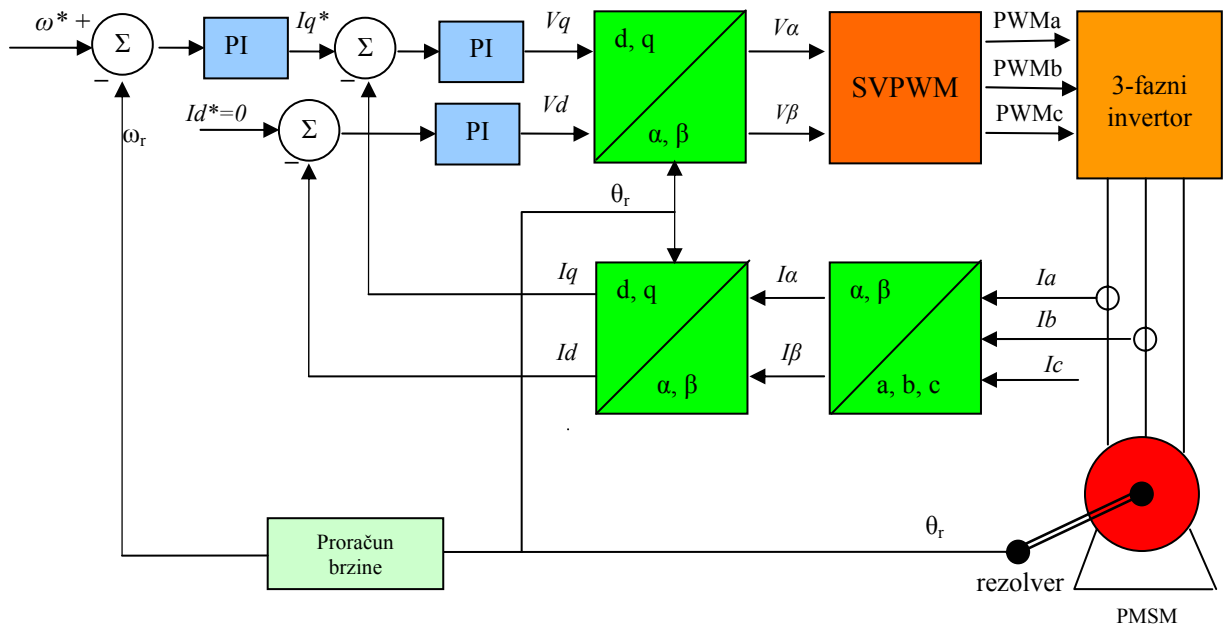 ω* +
Σ
−
PI
Iq*
Σ
−
PI
Vq
d, q
α, β
Vα
SVPWM
PWMa
PWMb
PWMc
3-fazni
invertor
Id*=0
Σ
−
PI
Vd
Vβ
ωr
θr
Iq
d, q
α, β
Iα
α, β
a, b, c
Ia
Ib
Id
Iβ
Ic
Proračun
brzine
θr
rezolver
PMSM